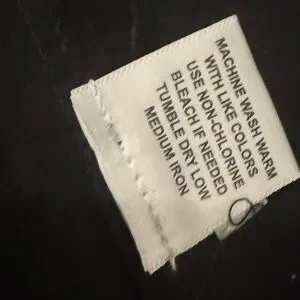 MACHINE WASH WARM
WITH LIKE COLORS
USE NON-CHLORINE
BLEACH IF NEEDED
TUMBLE DRY LOW
MEDIUM IRON